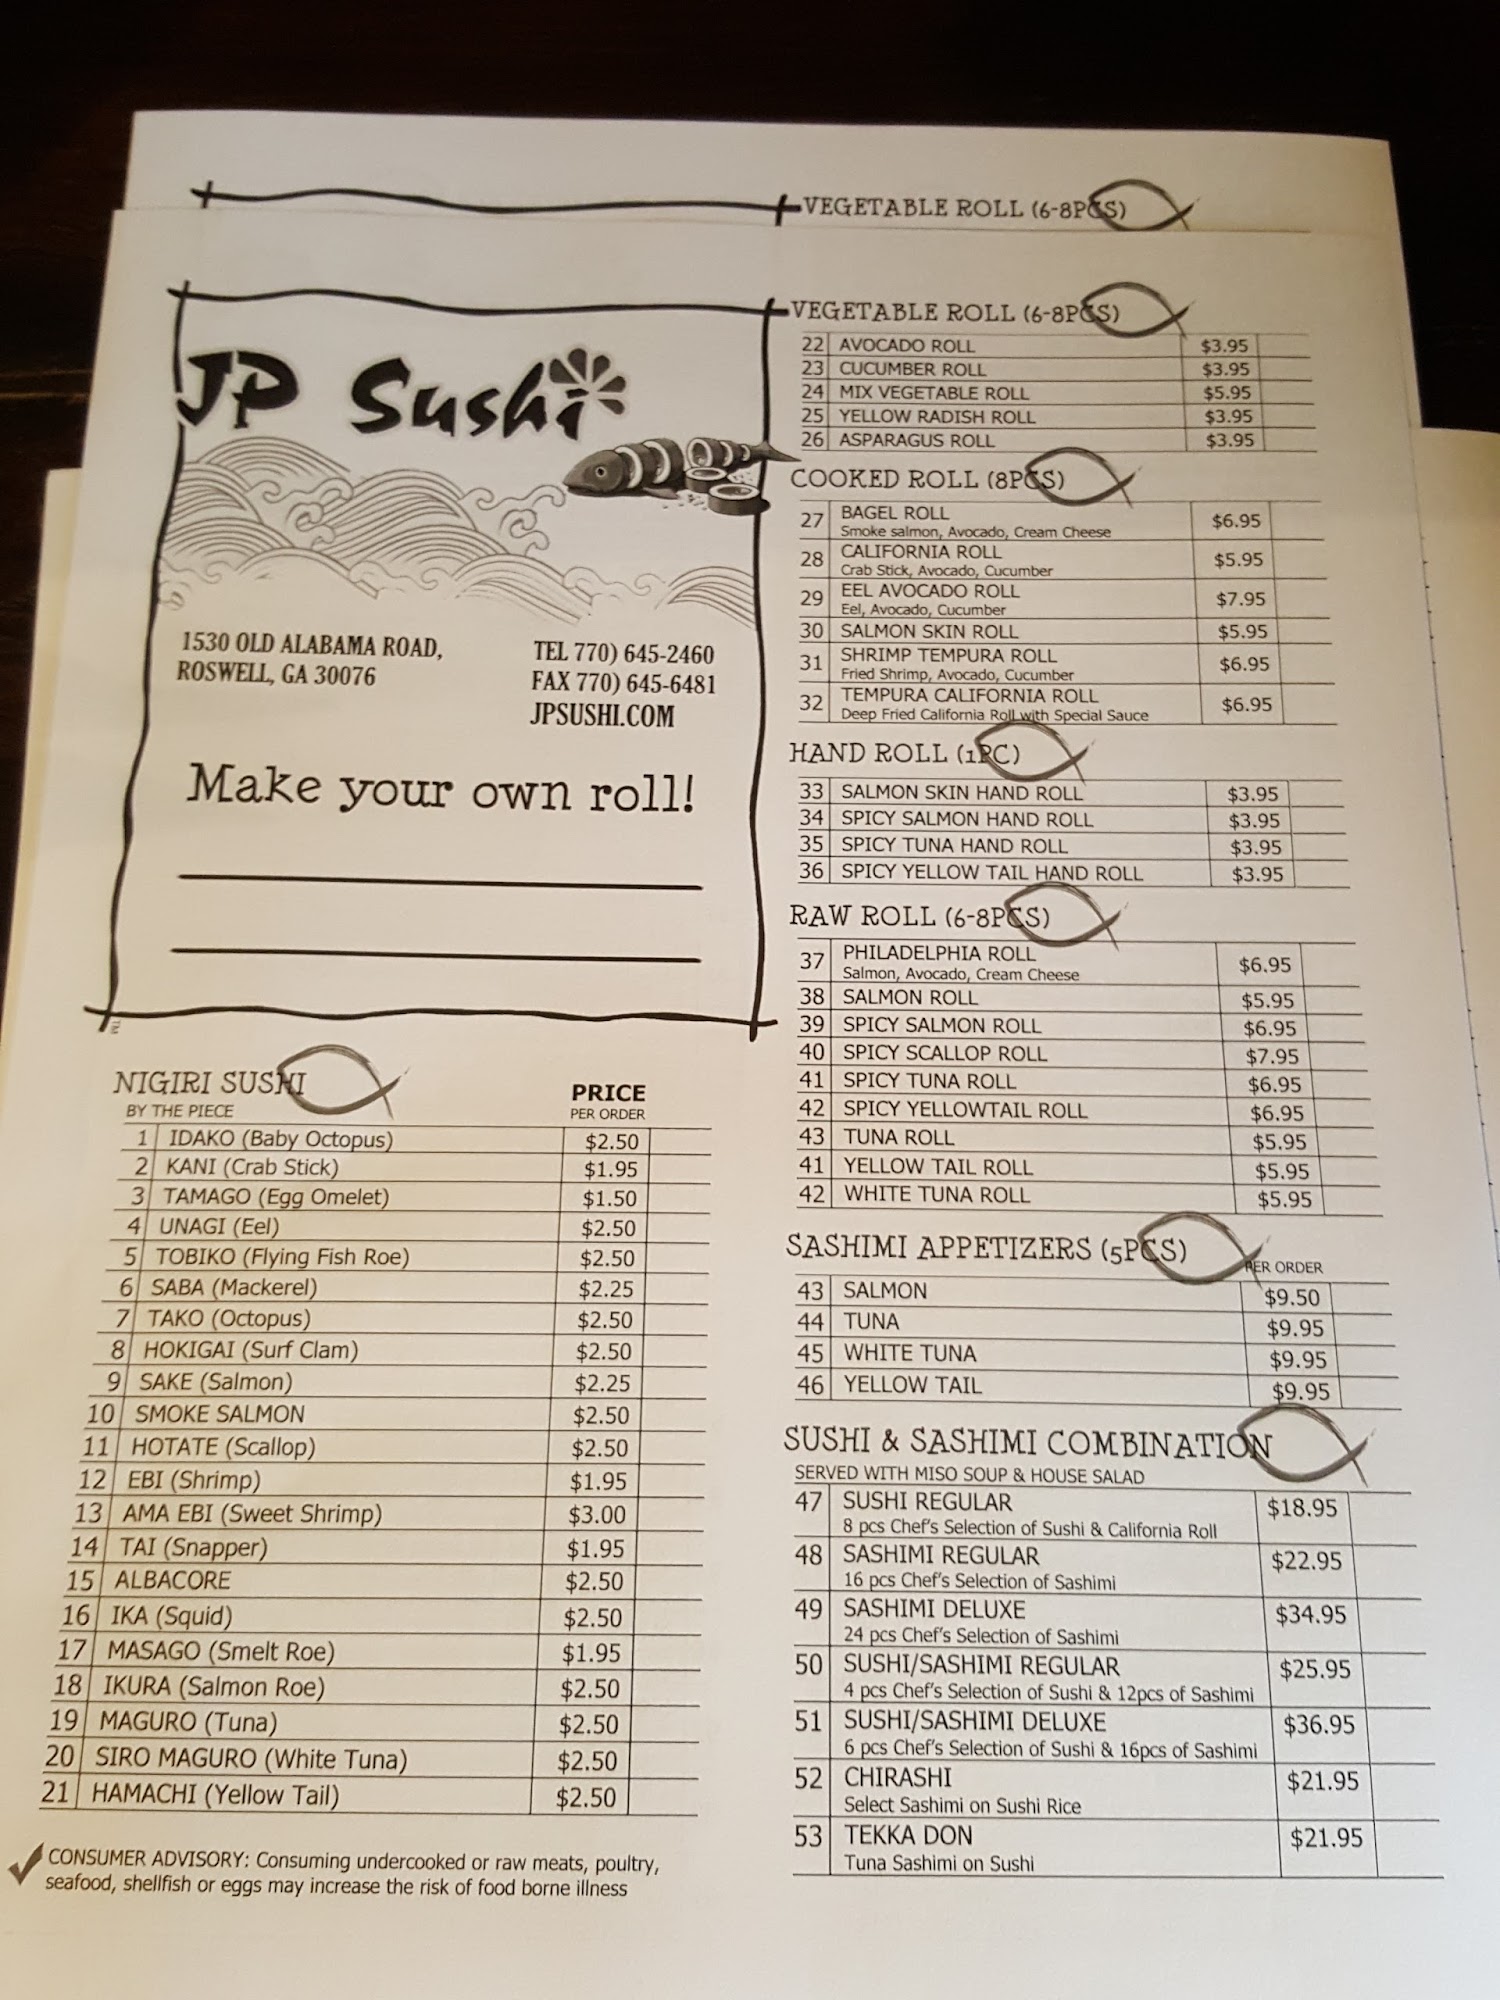 VEGETABLE ROLL (6-8PCS)
JP Sushi
1530 OLD ALABAMA ROAD,
ROSWELL, GA 30076
TEL 770) 645-2460
FAX 770) 645-6481
JPSUSHI.COM
Make your own roll!
TM
NIGIRI SUSHI
BY THE PIECE
PRICE
PER ORDER
1 IDAKO (Baby Octopus) $2.50
2 KANI (Crab Stick) $1.95
3 TAMAGO (Egg Omelet) $1.50
4 UNAGI (Eel) $2.50
5 TOBIKO (Flying Fish Roe) $2.50
6 SABA (Mackerel) $2.25
7 TAKO (Octopus) $2.50
8 HOKIGAI (Surf Clam) $2.50
9 SAKE (Salmon) $2.25
10 SMOKE SALMON $2.50
11 HOTATE (Scallop) $2.50
12 EBI (Shrimp) $1.95
13 AMA EBI (Sweet Shrimp) $3.00
14 TAI (Snapper) $1.95
15 ALBACORE $2.50
16 IKA (Squid) $2.50
17 MASAGO (Smelt Roe) $1.95
18 IKURA (Salmon Roe) $2.50
19 MAGURO (Tuna) $2.50
20 SIRO MAGURO (White Tuna) $2.50
21 HAMACHI (Yellow Tail) $2.50
CONSUMER ADVISORY: Consuming undercooked or raw meats, poultry,
seafood, shellfish or eggs may increase the risk of food borne illness
VEGETABLE ROLL (6-8PCS)
22 AVOCADO ROLL $3.95
23 CUCUMBER ROLL $3.95
24 MIX VEGETABLE ROLL $5.95
25 YELLOW RADISH ROLL $3.95
26 ASPARAGUS ROLL $3.95
COOKED ROLL (8PCS)
27 BAGEL ROLL $6.95
Smoke salmon, Avocado, Cream Cheese
28 CALIFORNIA ROLL $5.95
Crab Stick, Avocado, Cucumber
29 EEL AVOCADO ROLL $7.95
Eel, Avocado, Cucumber
30 SALMON SKIN ROLL $5.95
31 SHRIMP TEMPURA ROLL $6.95
Fried Shrimp, Avocado, Cucumber
32 TEMPURA CALIFORNIA ROLL $6.95
Deep Fried California Roll with Special Sauce
HAND ROLL (1PC)
33 SALMON SKIN HAND ROLL $3.95
34 SPICY SALMON HAND ROLL $3.95
35 SPICY TUNA HAND ROLL $3.95
36 SPICY YELLOW TAIL HAND ROLL $3.95
RAW ROLL (6-8PCS)
37 PHILADELPHIA ROLL $6.95
Salmon, Avocado, Cream Cheese
38 SALMON ROLL $5.95
39 SPICY SALMON ROLL $6.95
40 SPICY SCALLOP ROLL $7.95
41 SPICY TUNA ROLL $6.95
42 SPICY YELLOWTAIL ROLL $6.95
43 TUNA ROLL $5.95
41 YELLOW TAIL ROLL $5.95
42 WHITE TUNA ROLL $5.95
SASHIMI APPETIZERS (5PCS)
PER ORDER
43 SALMON $9.50
44 TUNA $9.95
45 WHITE TUNA $9.95
46 YELLOW TAIL $9.95
SUSHI & SASHIMI COMBINATION
SERVED WITH MISO SOUP & HOUSE SALAD
47 SUSHI REGULAR $18.95
8 pcs Chef's Selection of Sushi & California Roll
48 SASHIMI REGULAR $22.95
16 pcs Chef's Selection of Sashimi
49 SASHIMI DELUXE $34.95
24 pcs Chef's Selection of Sashimi
50 SUSHI/SASHIMI REGULAR $25.95
4 pcs Chef's Selection of Sushi & 12pcs of Sashimi
51 SUSHI/SASHIMI DELUXE $36.95
6 pcs Chef's Selection of Sushi & 16pcs of Sashimi
52 CHIRASHI $21.95
Select Sashimi on Sushi Rice
53 TEKKA DON $21.95
Tuna Sashimi on Sushi